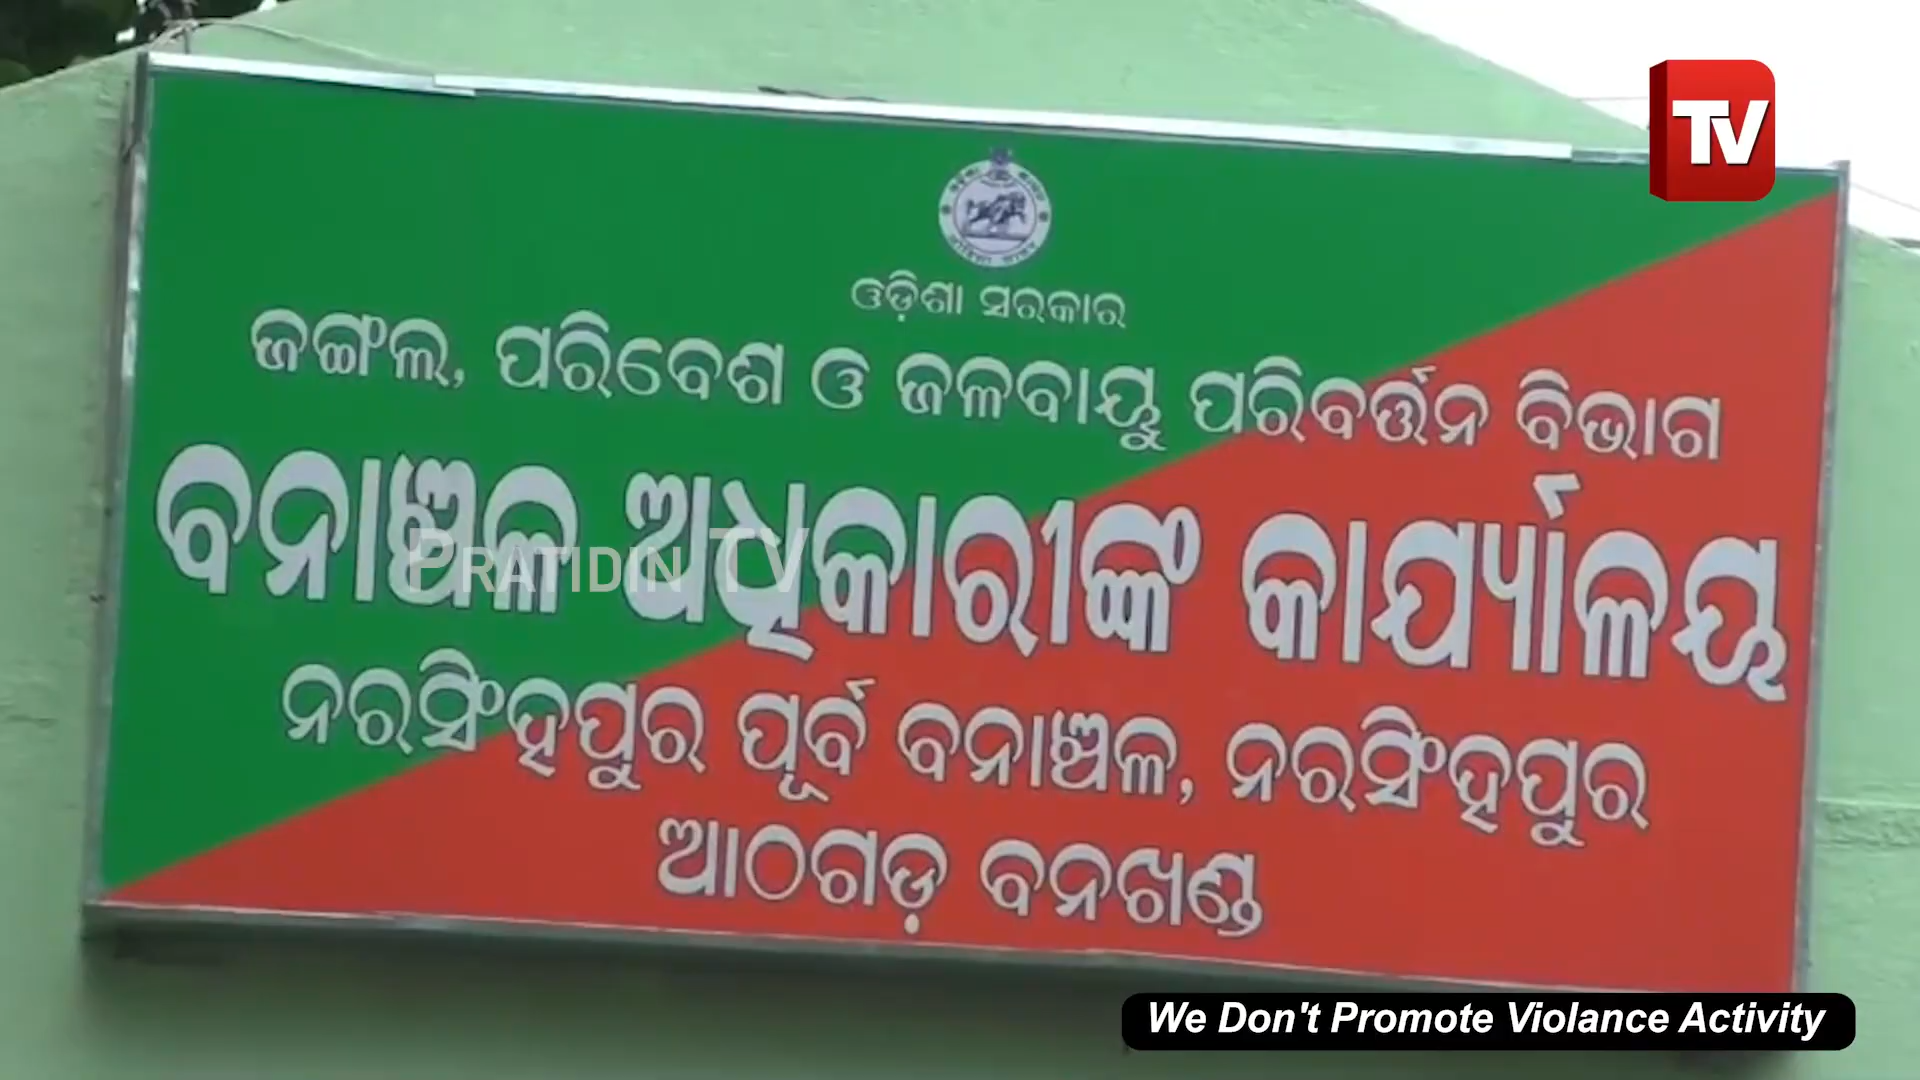 TV
ଓଡ଼ିଶା ସରକାର
ଜଙ୍ଗଲ, ପରିବେଶ ଓ ଜଳବାୟୁ ପରିବର୍ତ୍ତନ ବିଭାଗ
ବନାଞ୍ଚଳ ଅଧିକାରୀଙ୍କ କାର୍ଯ୍ୟାଳୟ
PRATIDIN TV
ନରସିଂହପୁର ପୂର୍ବ ବନାଞ୍ଚଳ, ନରସିଂହପୁର
ଆଠଗଡ଼ ବନଖଣ୍ଡ
We Don't Promote Violance Activity